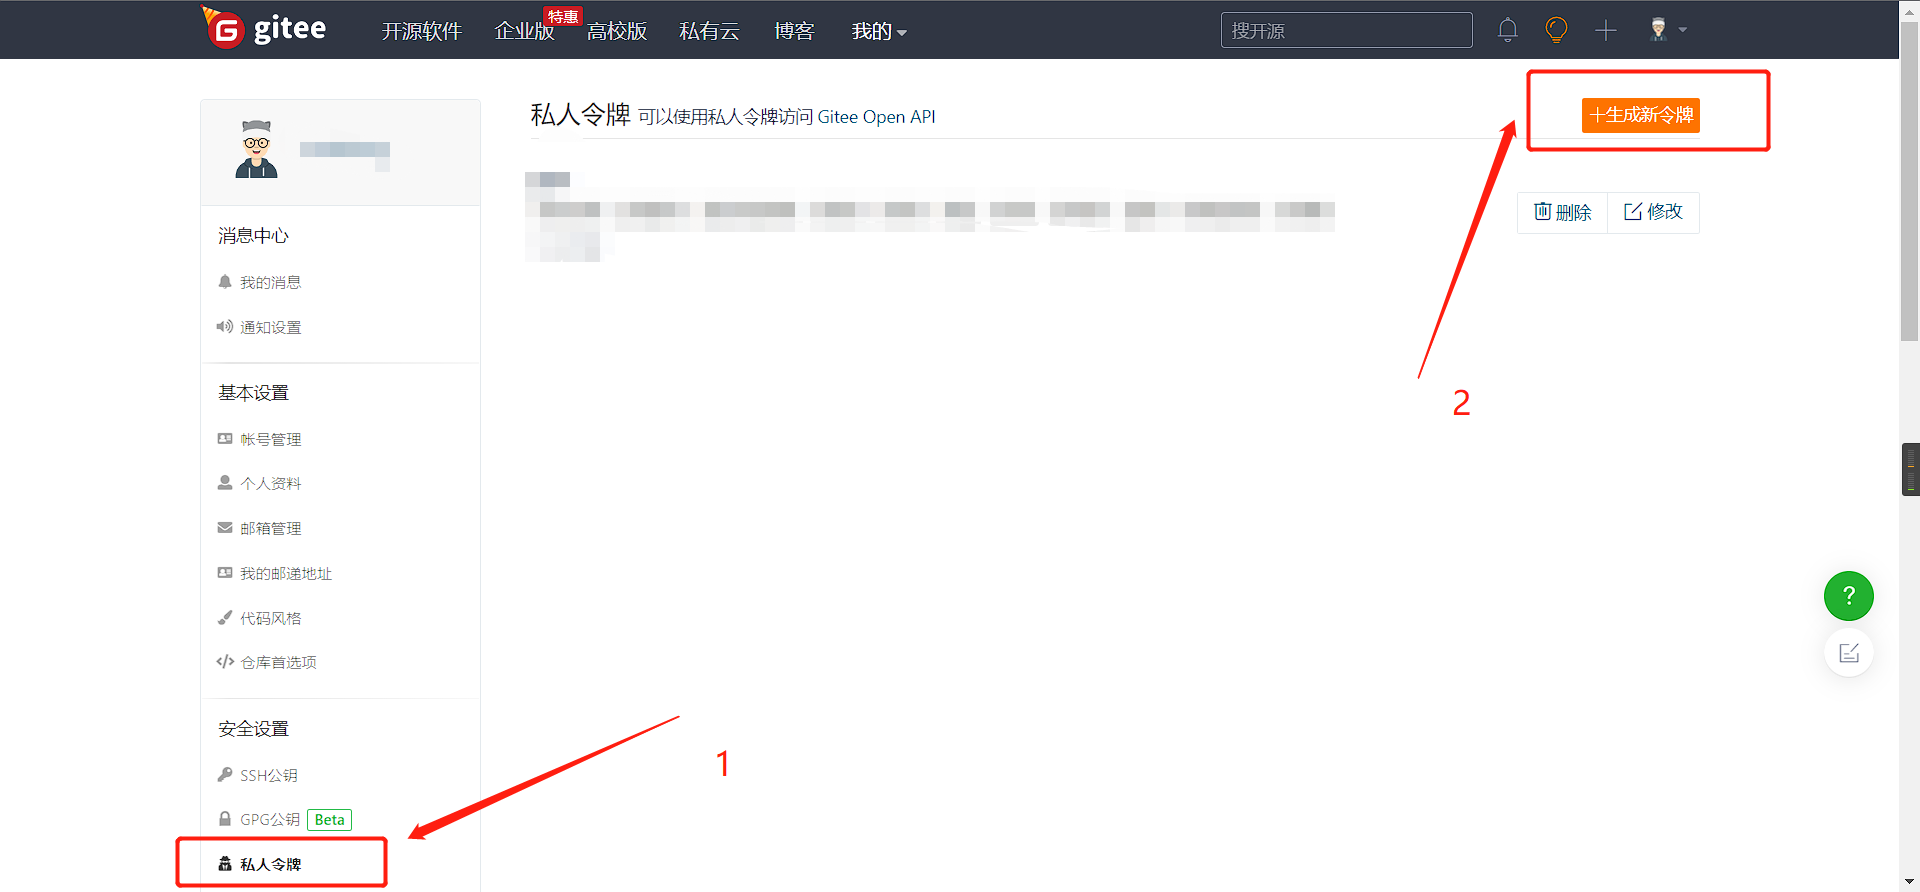 gitee 开源软件 企业版 特惠 高校版 私有云 博客 我的 搜开源
私人令牌 可以使用私人令牌访问 Gitee Open API
生成新令牌
删除 修改
2
消息中心
我的消息
通知设置
基本设置
帐号管理
个人资料
邮箱管理
我的邮递地址
代码风格
仓库首选项
安全设置
SSH公钥
GPG公钥 Beta
私人令牌
1
?